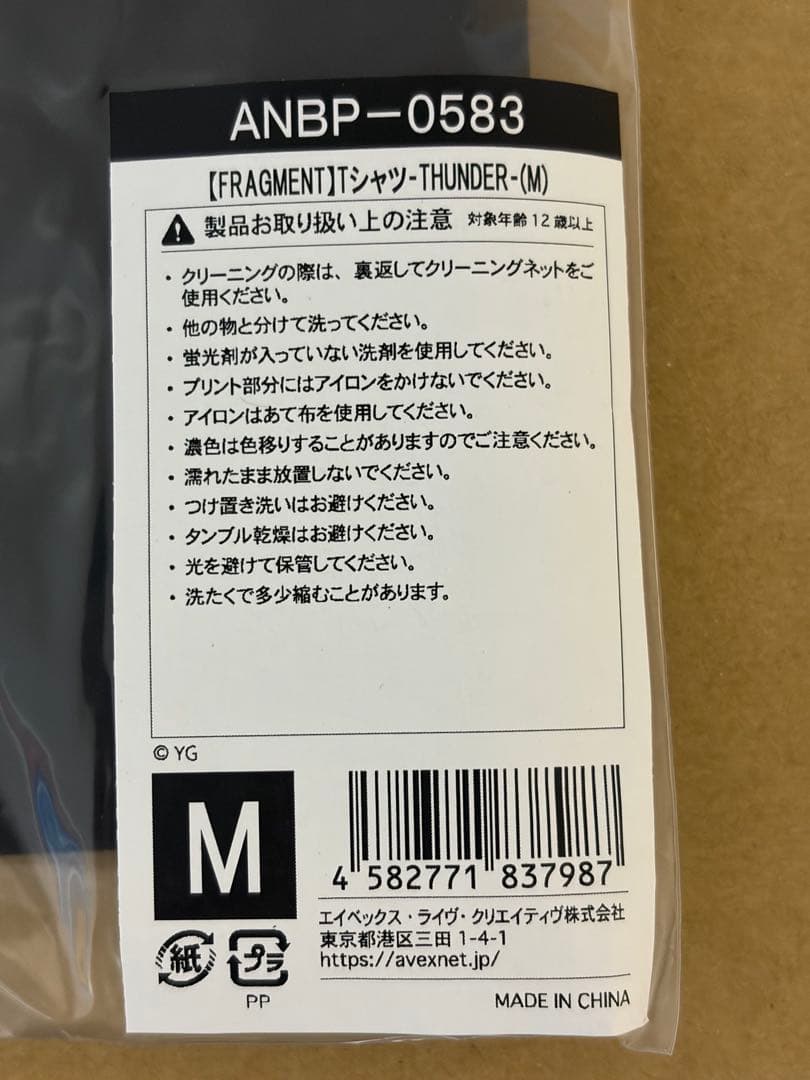 ANBP-0583
【FRAGMENT】Tシャツ-THUNDER-(M)
製品お取り扱い上の注意 対象年齢12歳以上
・クリーニングの際は、裏返してクリーニングネットをご
使用ください。
・他の物と分けて洗ってください。
・蛍光剤が入っていない洗剤を使用してください。
・プリント部分にはアイロンをかけないでください。
・アイロンはあて布を使用してください。
・濃色は色移りすることがありますのでご注意ください。
・濡れたまま放置しないでください。
・つけ置き洗いはお避けください。
・タンブル乾燥はお避けください。
・光を避けて保管してください。
・洗たくで多少縮むことがあります。
© YG
M
4 582771 837987
エイベックス・ライヴ・クリエイティヴ株式会社
東京都港区三田1-4-1
https://avexnet.jp/
紙 プラ
PP
MADE IN CHINA